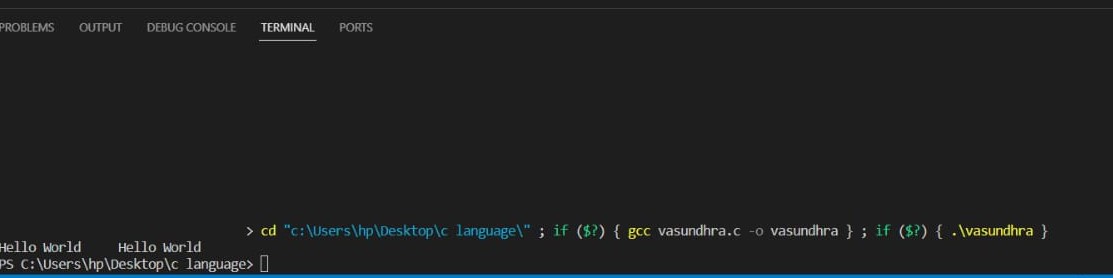 PROBLEMS OUTPUT DEBUG CONSOLE TERMINAL PORTS
> cd "c:\Users\hp\Desktop\c language\" ; if ($?) { gcc vasundhra.c -o vasundhra } ; if ($?) { .\vasundhra }
Hello World Hello World
PS C:\Users\hp\Desktop\c language>